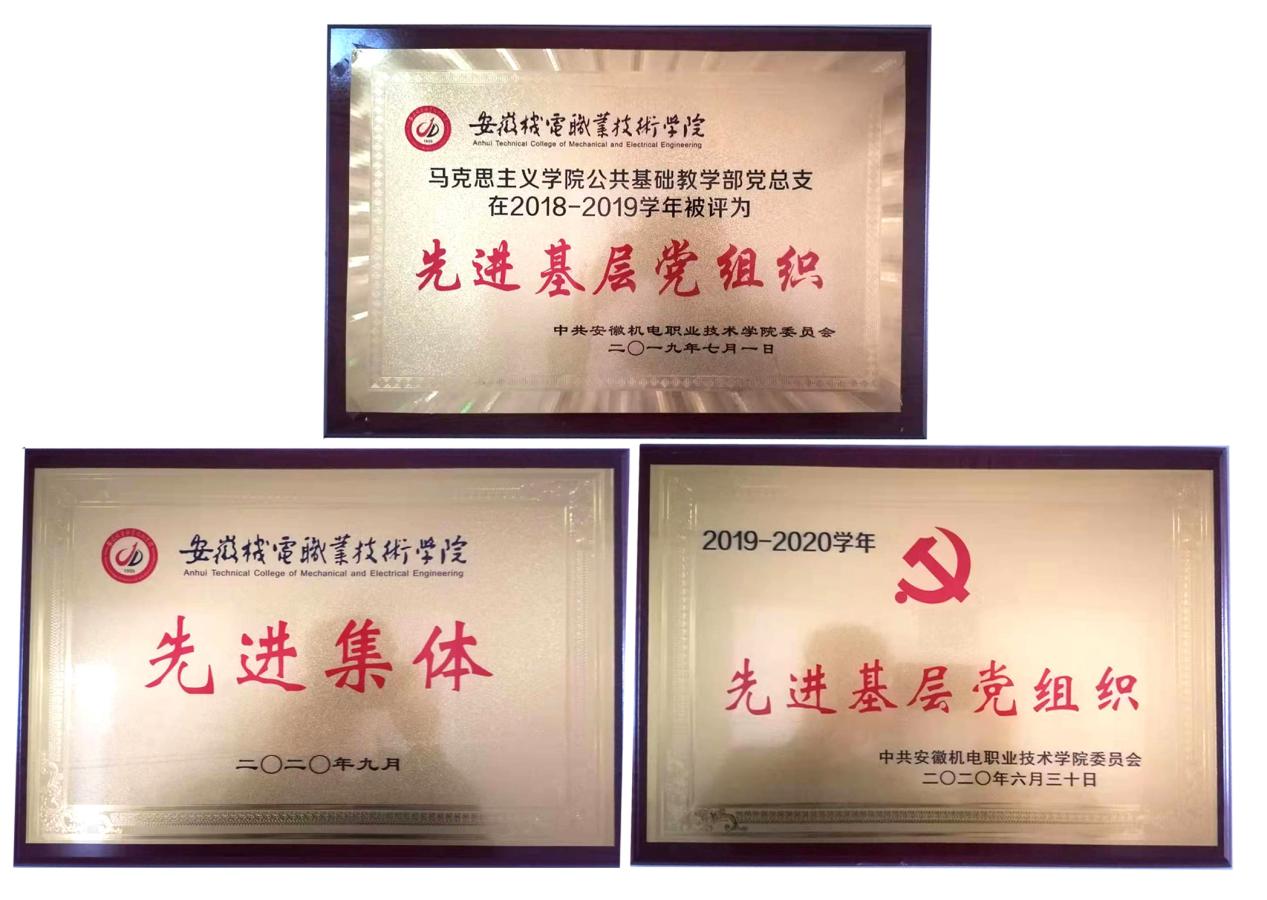 安徽機電職業技術學院
Anhui Technical College of Mechanical and Electrical Engineering
马克思主义学院公共基础教学部党总支
在2018-2019学年被评为
先进基层党组织
中共安徽机电职业技术学院委员会
二〇一九年七月一日
安徽機電職業技術學院
Anhui Technical College of Mechanical and Electrical Engineering
先进集体
二〇二〇年九月
2019-2020学年
先进基层党组织
中共安徽机电职业技术学院委员会
二〇二〇年六月三十日